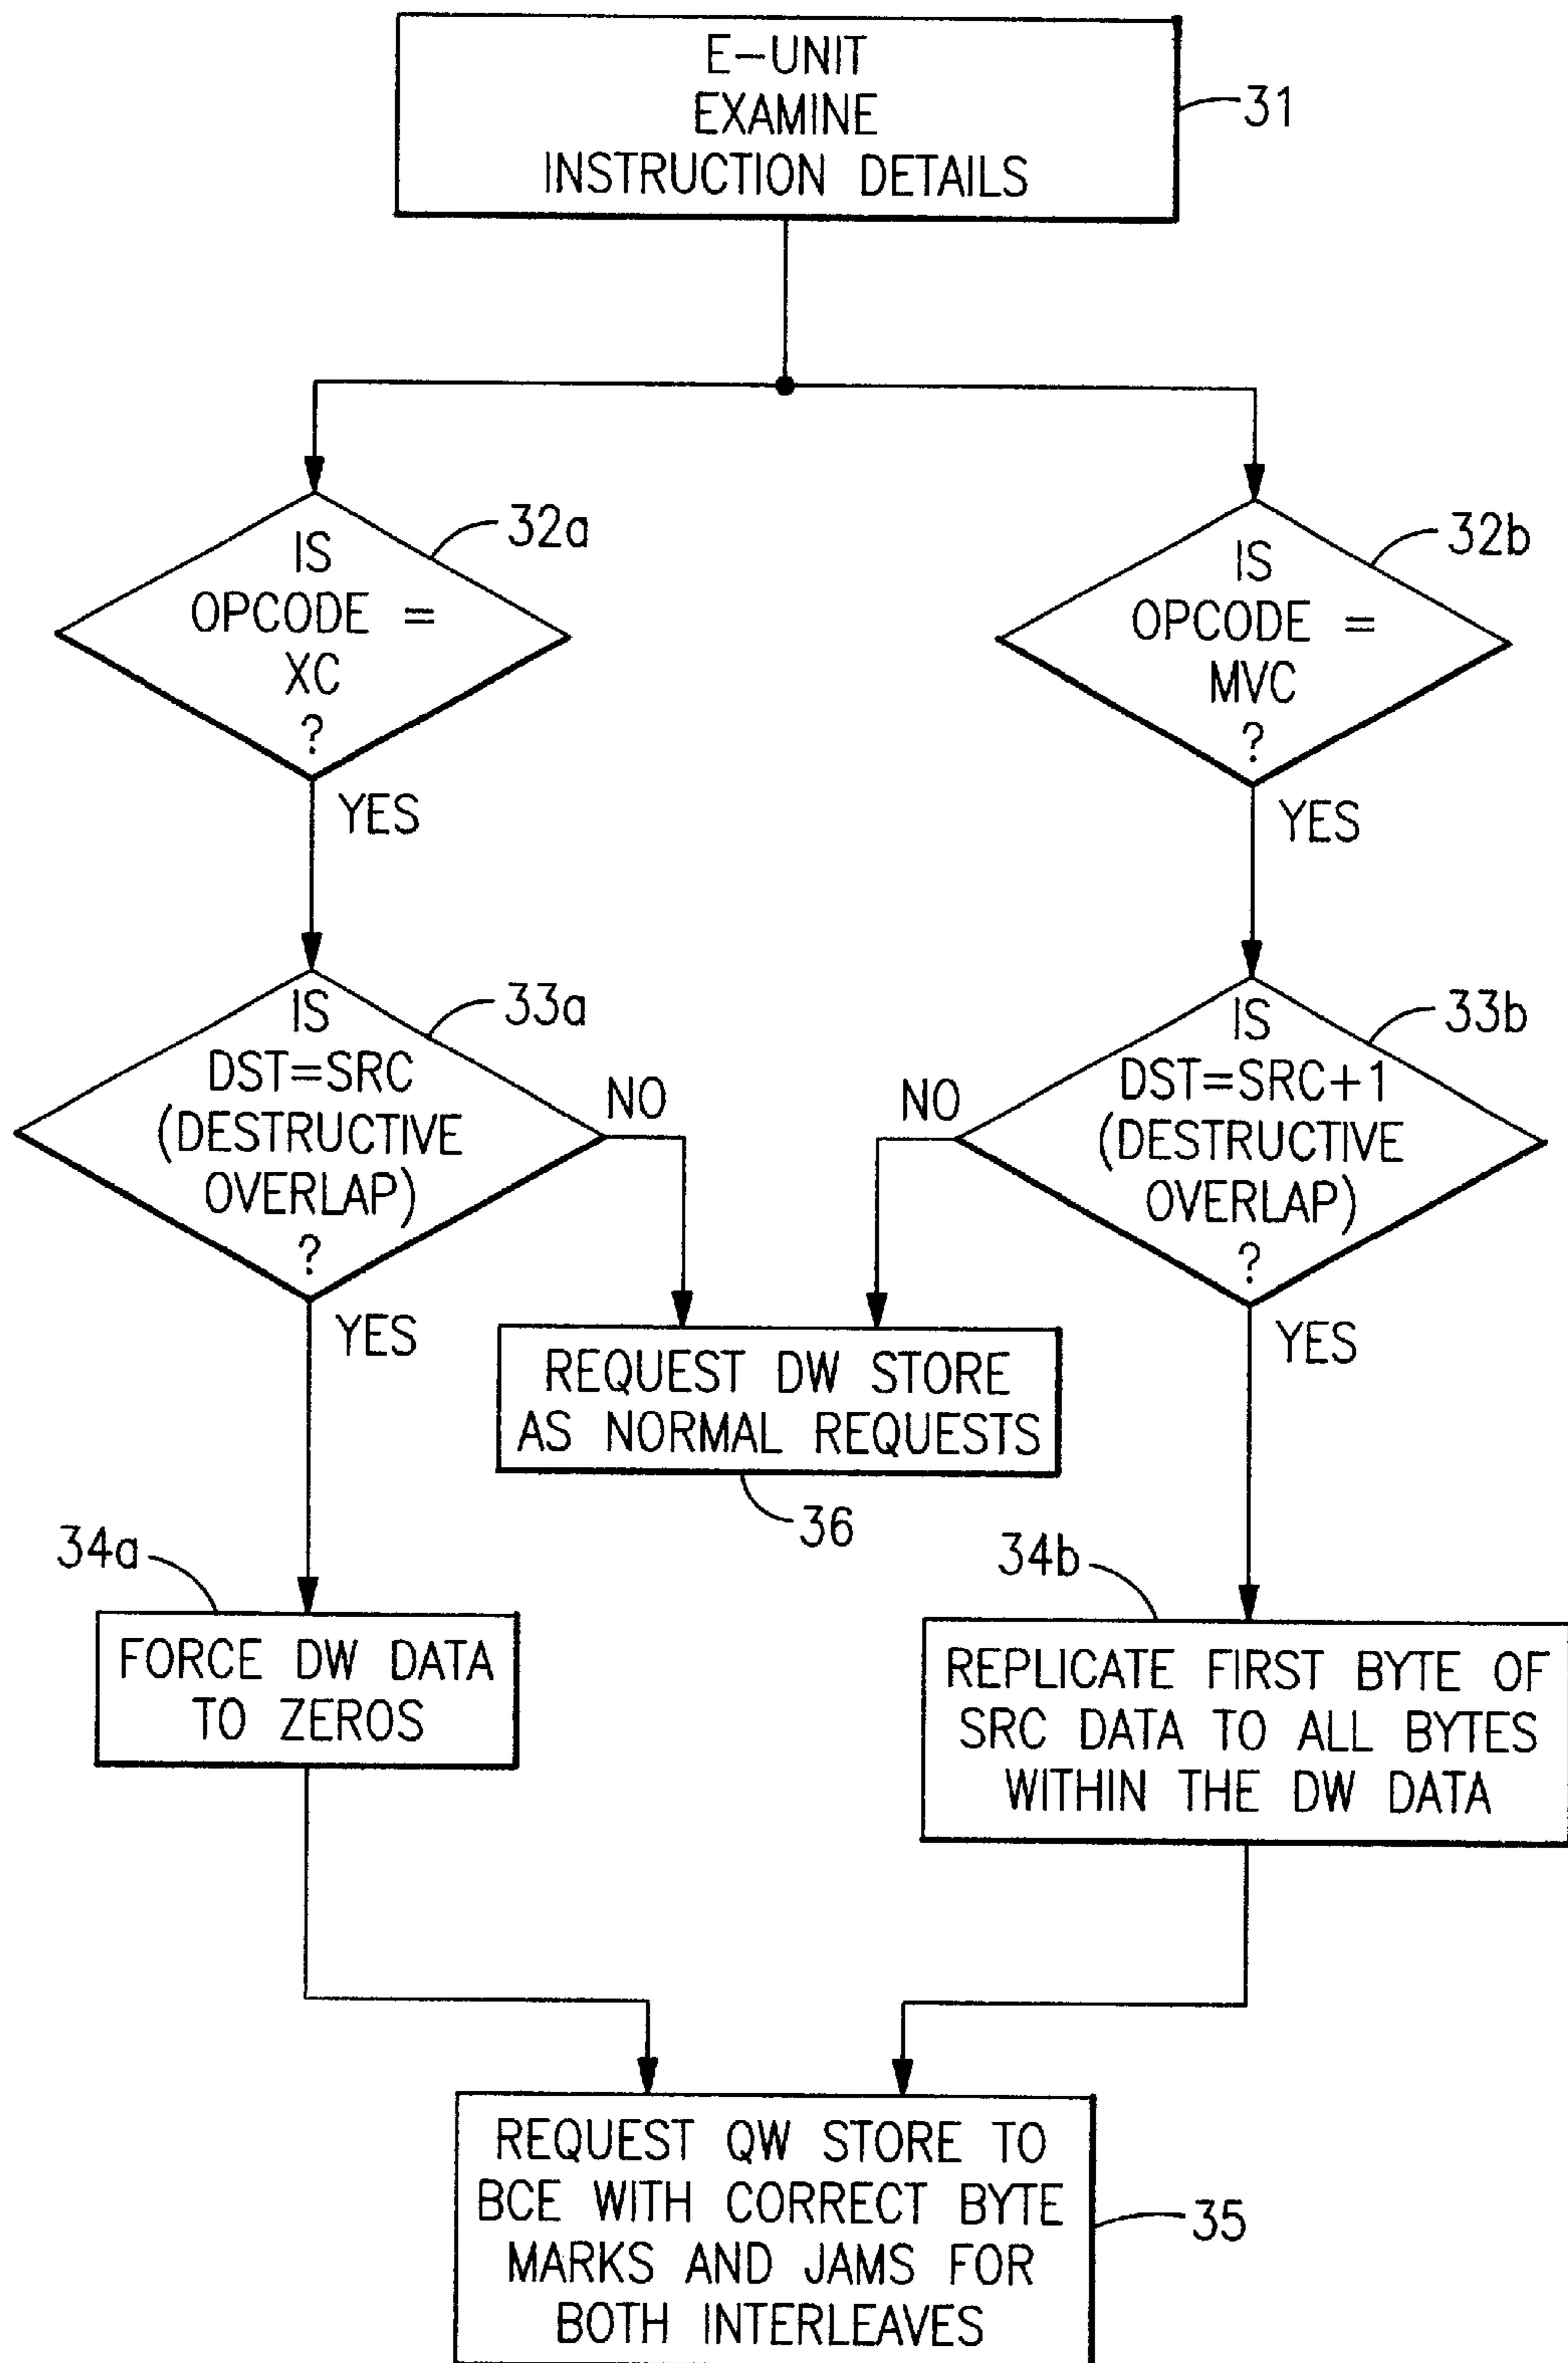 E-UNIT
EXAMINE
INSTRUCTION DETAILS
31
IS
OPCODE =
XC
?
32a
YES
IS
OPCODE =
MVC
?
32b
YES
IS
DST=SRC
(DESTRUCTIVE
OVERLAP)
?
33a
NO
YES
IS
DST=SRC+1
(DESTRUCTIVE
OVERLAP)
?
33b
NO
YES
REQUEST DW STORE
AS NORMAL REQUESTS
36
34a
FORCE DW DATA
TO ZEROS
34b
REPLICATE FIRST BYTE OF
SRC DATA TO ALL BYTES
WITHIN THE DW DATA
REQUEST QW STORE TO
BCE WITH CORRECT BYTE
MARKS AND JAMS FOR
BOTH INTERLEAVES
35